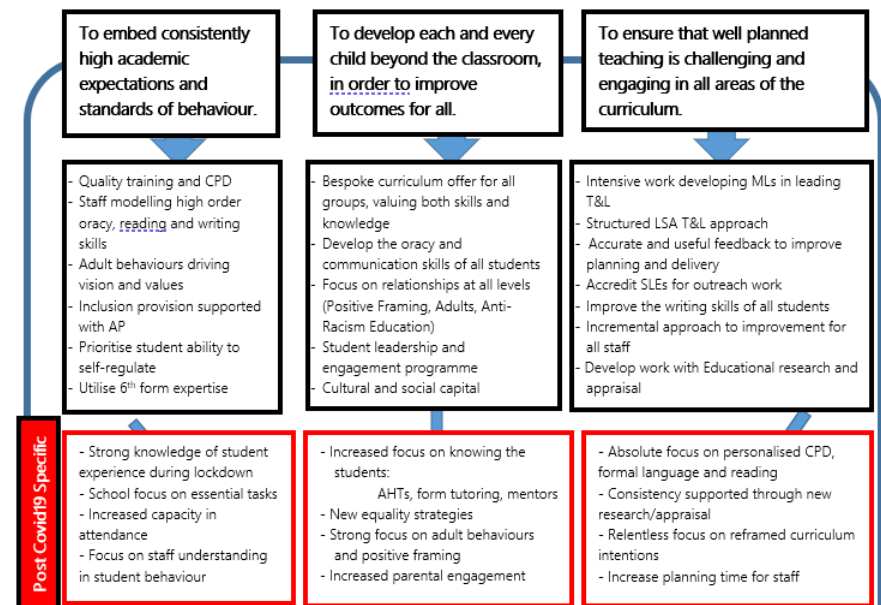 To embed consistently
high academic
expectations and
standards of behaviour.
To develop each and every
child beyond the classroom,
in order to improve
outcomes for all.
To ensure that well planned
teaching is challenging and
engaging in all areas of the
curriculum.
- Quality training and CPD
- Staff modelling high order
oracy, reading and writing
skills
- Adult behaviours driving
vision and values
- Inclusion provision supported
with AP
- Prioritise student ability to
self-regulate
- Utilise 6th form expertise
- Bespoke curriculum offer for all
groups, valuing both skills and
knowledge
- Develop the oracy and
communication skills of all students
- Focus on relationships at all levels
(Positive Framing, Adults, Anti-
Racism Education)
- Student leadership and
engagement programme
- Cultural and social capital
- Intensive work developing MLs in leading
T&L
- Structured LSA T&L approach
- Accurate and useful feedback to improve
planning and delivery
- Accredit SLEs for outreach work
- Improve the writing skills of all students
- Incremental approach to improvement for
all staff
- Develop work with Educational research and
appraisal
Post Covid19 Specific
- Strong knowledge of student
experience during lockdown
- School focus on essential tasks
- Increased capacity in
attendance
- Focus on staff understanding
in student behaviour
- Increased focus on knowing the
students:
AHTs, form tutoring, mentors
- New equality strategies
- Strong focus on adult behaviours
and positive framing
- Increased parental engagement
- Absolute focus on personalised CPD,
formal language and reading
- Consistency supported through new
research/appraisal
- Relentless focus on reframed curriculum
intentions
- Increase planning time for staff